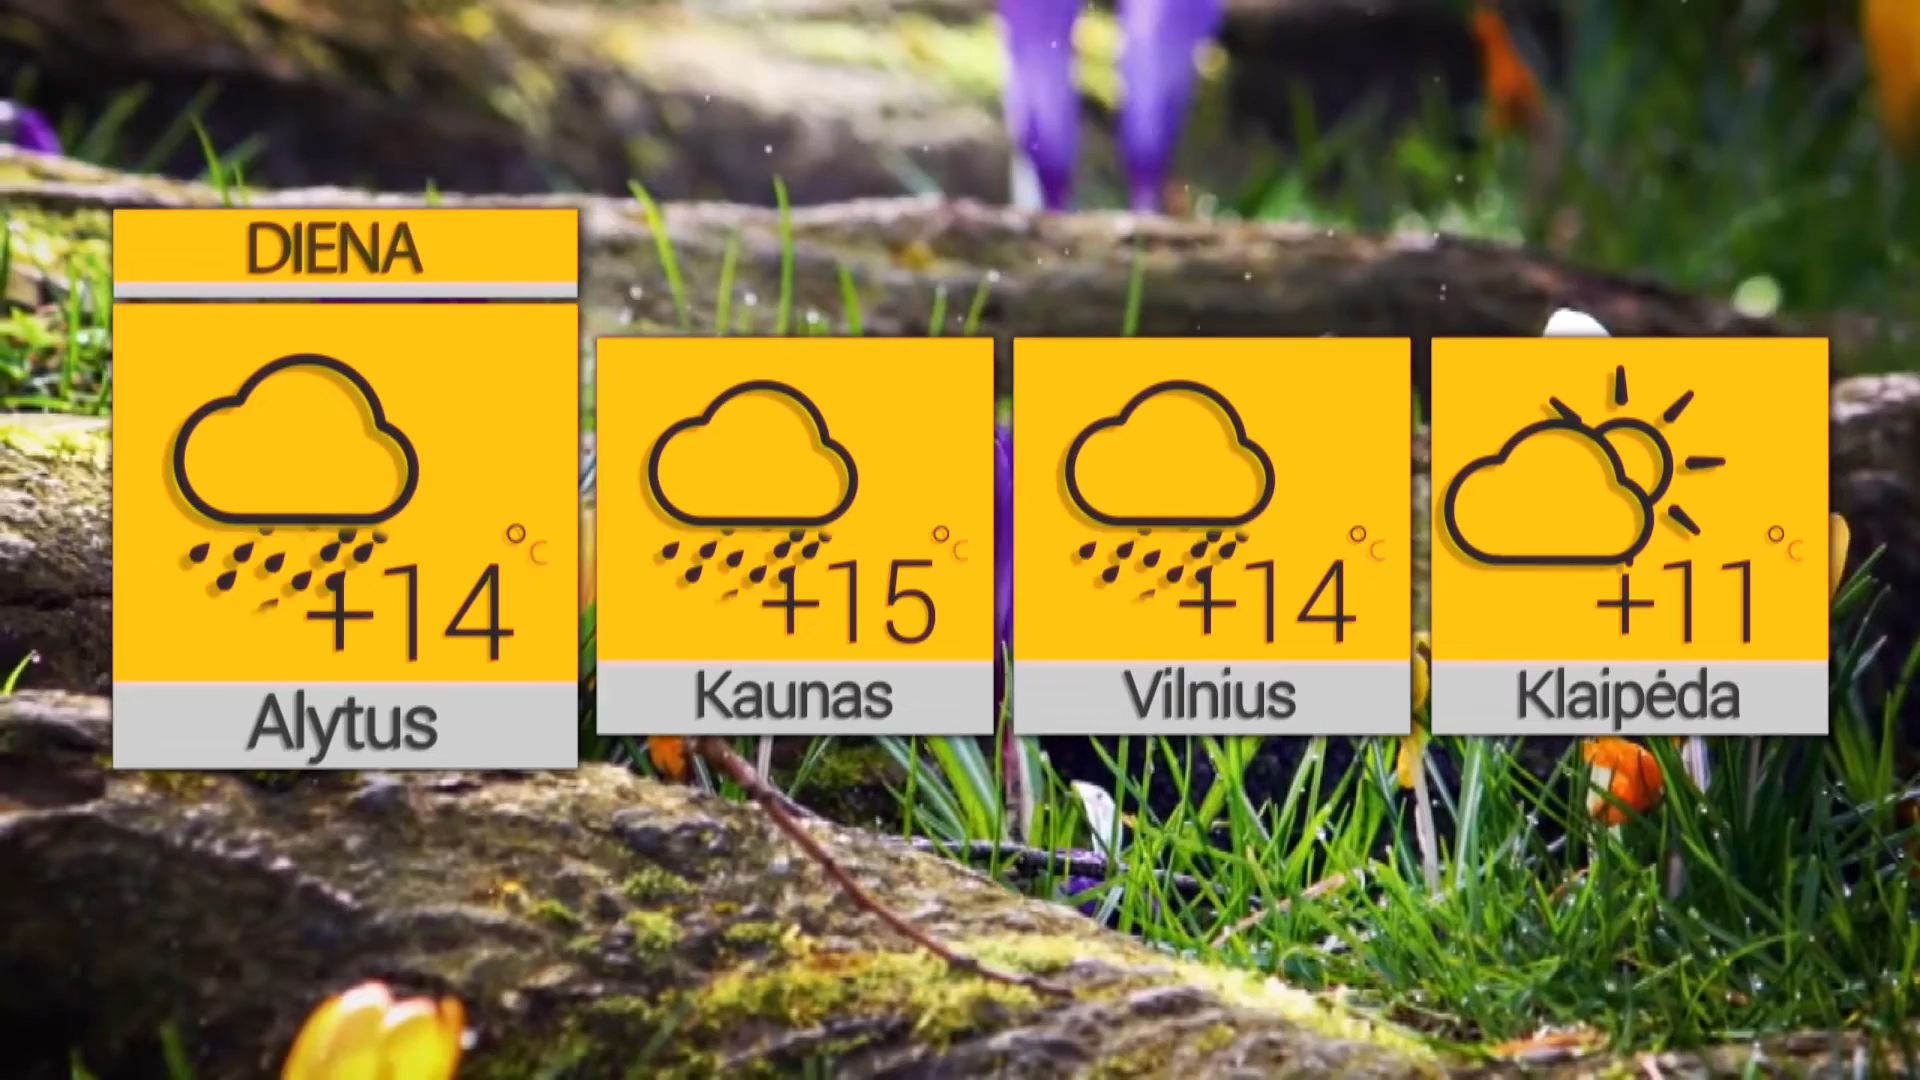 DIENA
+14 °C
Alytus
+15 °C
Kaunas
+14 °C
Vilnius
+11 °C
Klaipėda